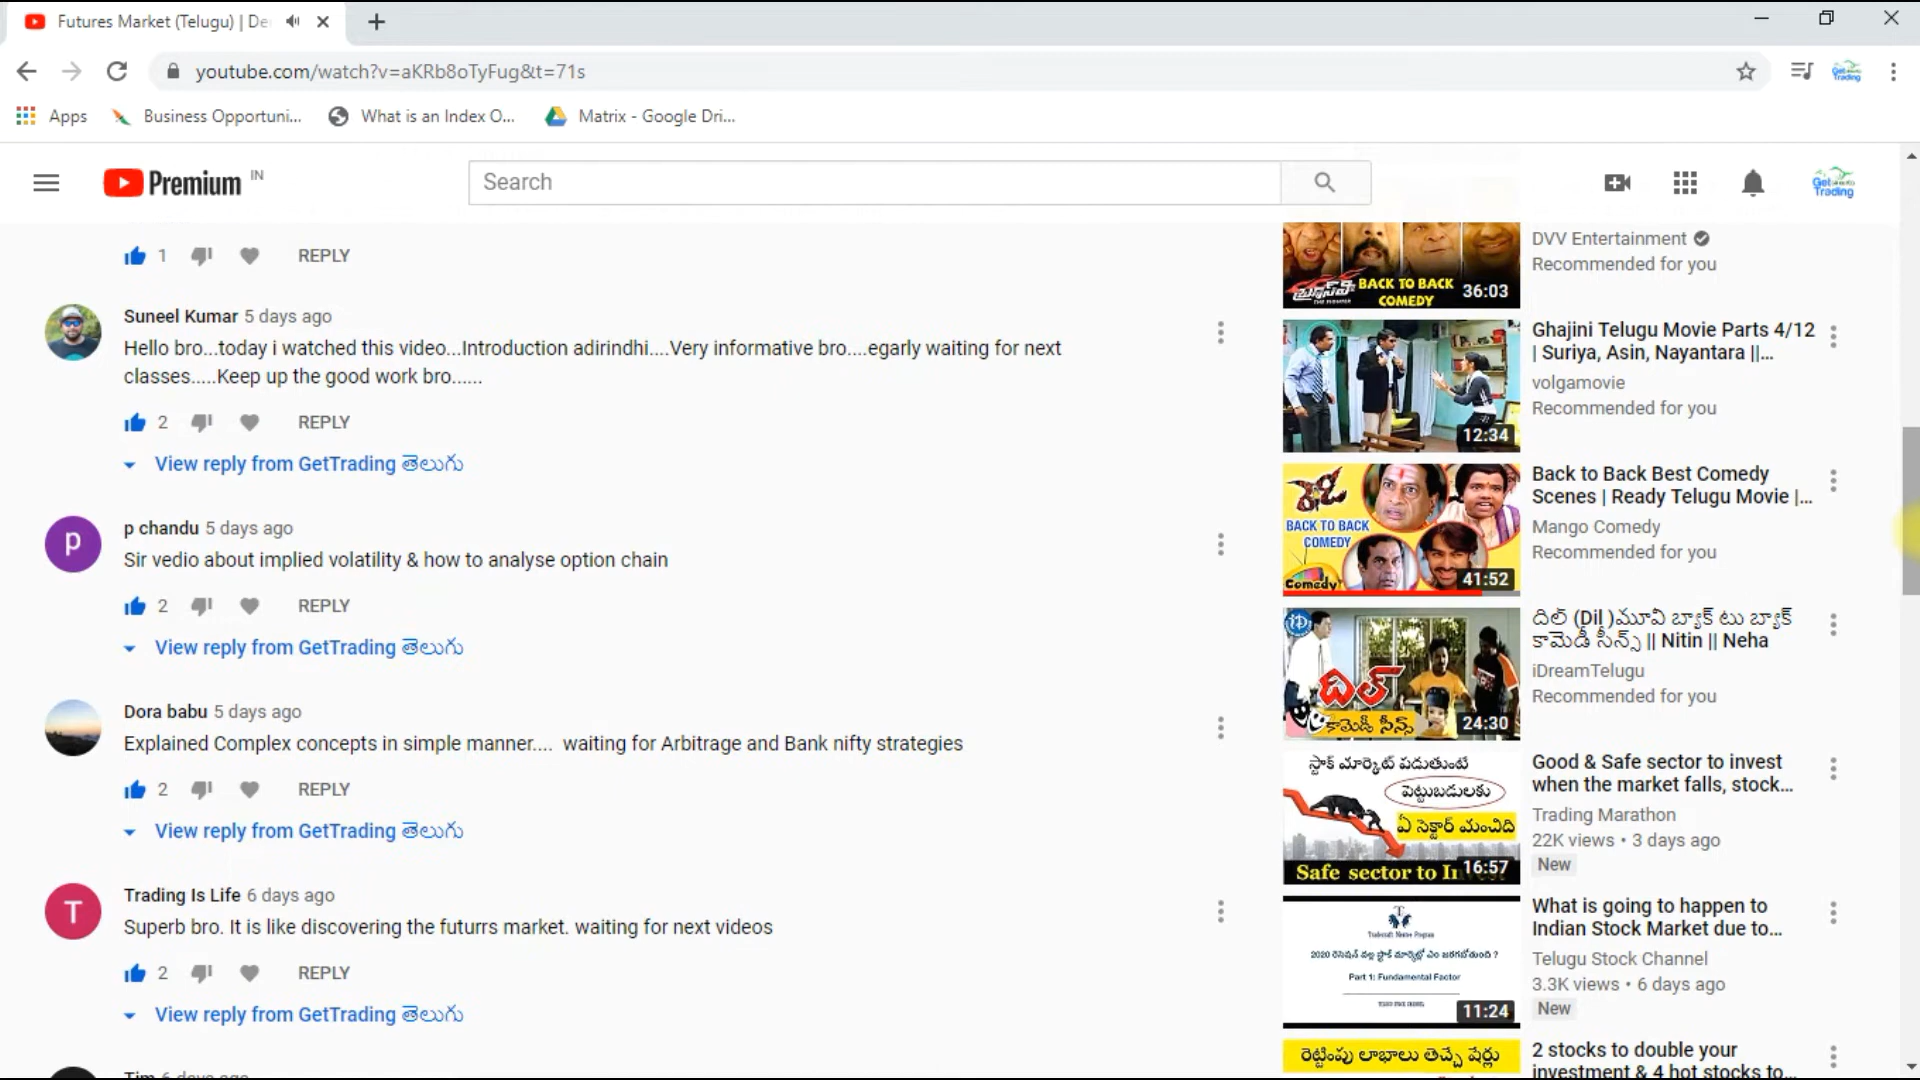 Futures Market (Telugu) | De
youtube.com/watch?v=aKRb8oTyFug&t=71s
Apps
Business Opportuni...
What is an Index O...
Matrix - Google Dri...
Premium IN
Search
Get Trading
1 REPLY
Suneel Kumar 5 days ago
Hello bro...today i watched this video...Introduction adirindhi....Very informative bro....egarly waiting for next
classes.....Keep up the good work bro......
2 REPLY
View reply from GetTrading తెలుగు
p
p chandu 5 days ago
Sir vedio about implied volatility & how to analyse option chain
2 REPLY
View reply from GetTrading తెలుగు
Dora babu 5 days ago
Explained Complex concepts in simple manner.... waiting for Arbitrage and Bank nifty strategies
2 REPLY
View reply from GetTrading తెలుగు
T
Trading Is Life 6 days ago
Superb bro. It is like discovering the futurrs market. waiting for next videos
2 REPLY
View reply from GetTrading తెలుగు
Tim 6 days ago
BACK TO BACK
COMEDY
36:03
DVV Entertainment
Recommended for you
12:34
Ghajini Telugu Movie Parts 4/12
| Suriya, Asin, Nayantara ||...
volgamovie
Recommended for you
రెడీ
BACK TO BACK
COMEDY
Comedy
41:52
Back to Back Best Comedy
Scenes | Ready Telugu Movie |...
Mango Comedy
Recommended for you
దిల్
కామెడీ సీన్స్
24:30
దిల్ (Dil )మూవి బ్యాక్ టు బ్యాక్
కామెడీ సీన్స్ || Nitin || Neha
iDreamTelugu
Recommended for you
స్టాక్ మార్కెట్ పడుతుంటే
పెట్టుబడులకు
ఏ సెక్టార్ మంచిది
Safe sector to In
16:57
Good & Safe sector to invest
when the market falls, stock...
Trading Marathon
22K views • 3 days ago
New
Part 1: Fundamental Factor
11:24
What is going to happen to
Indian Stock Market due to...
Telugu Stock Channel
3.3K views • 6 days ago
New
రెట్టింపు లాభాలు తెచ్చే షేర్లు
2 stocks to double your
investment & 4 hot stocks to...